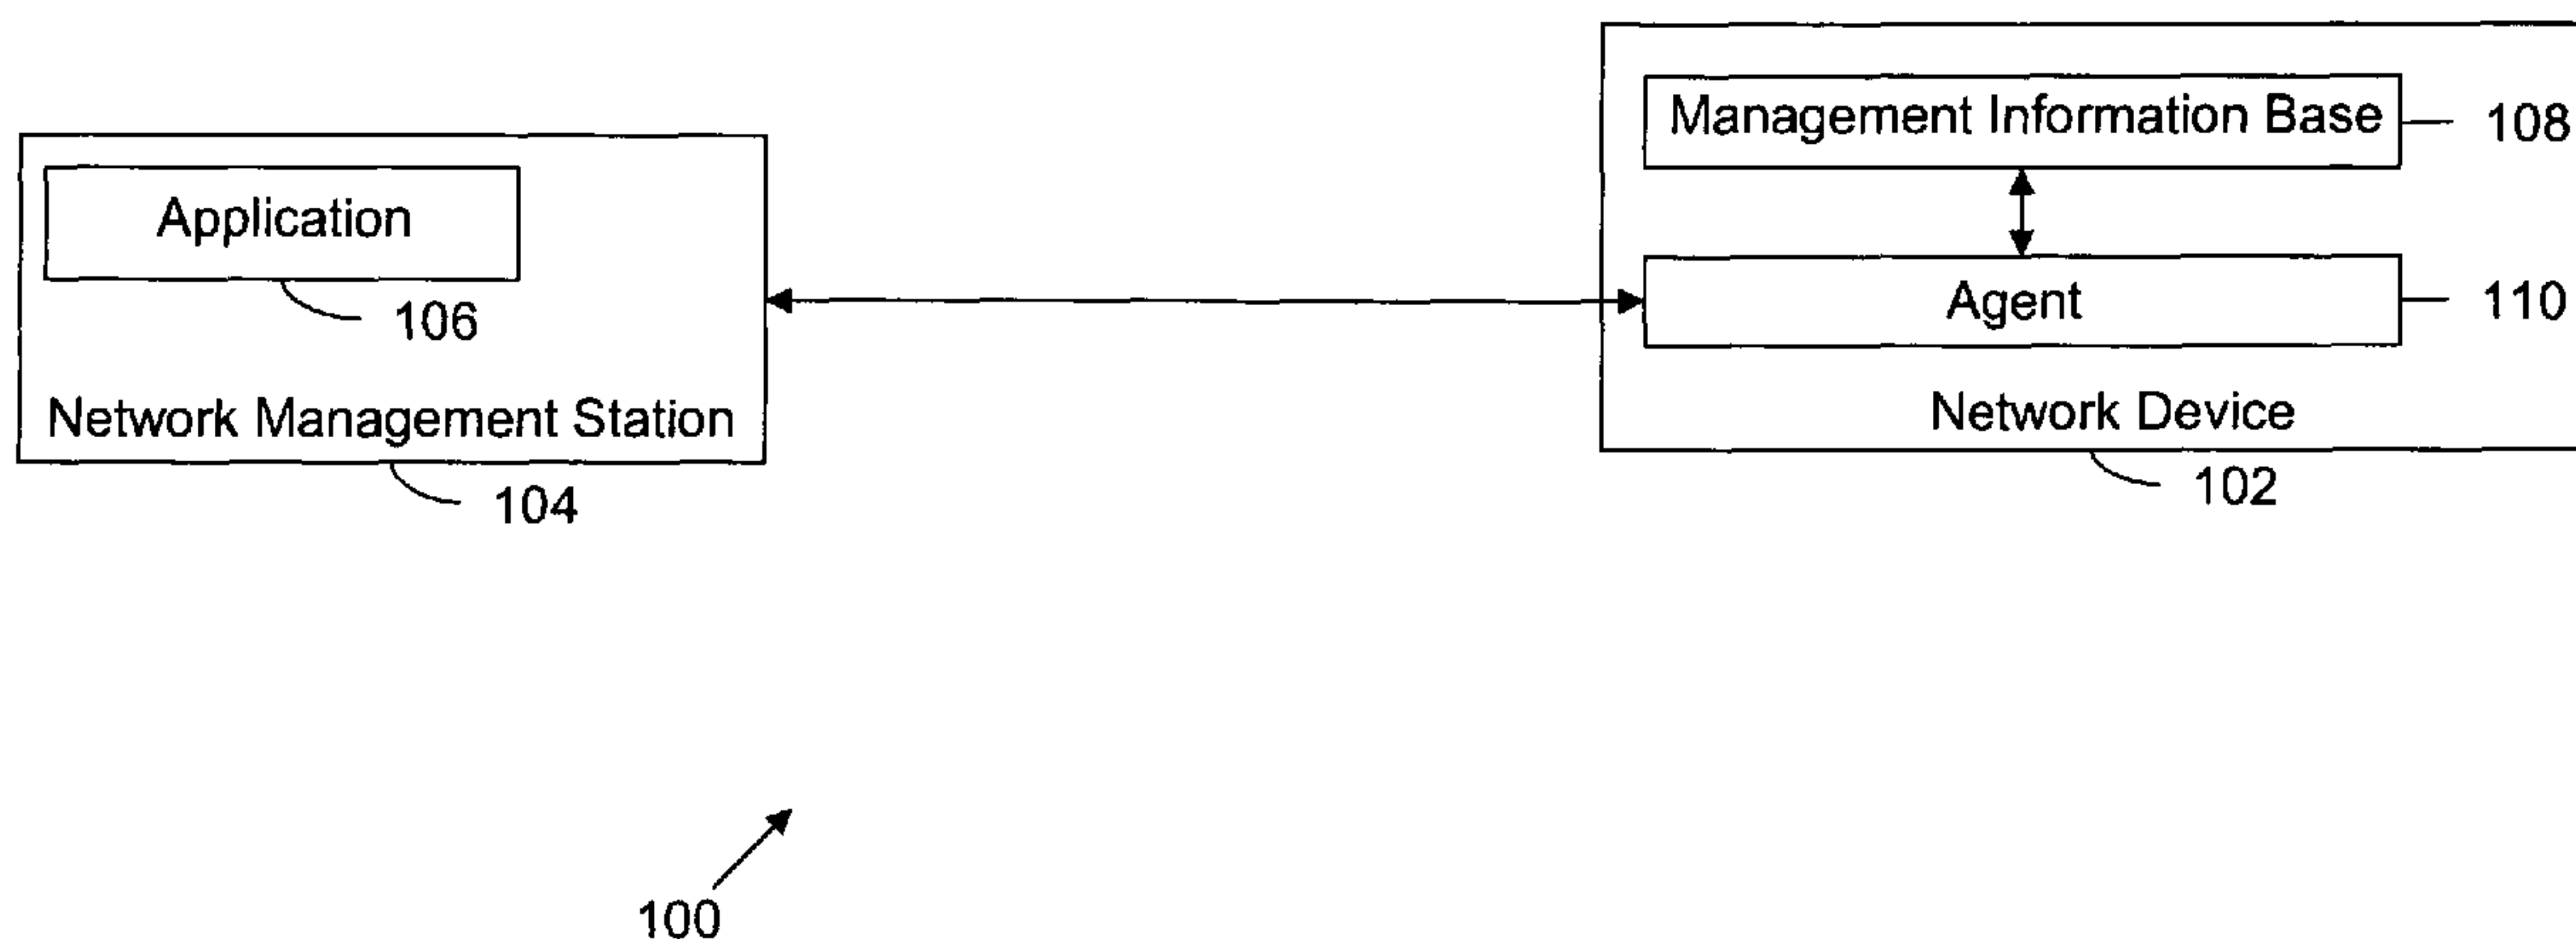 Management Information Base
108
Application
106
Agent
110
Network Management Station
104
Network Device
102
100